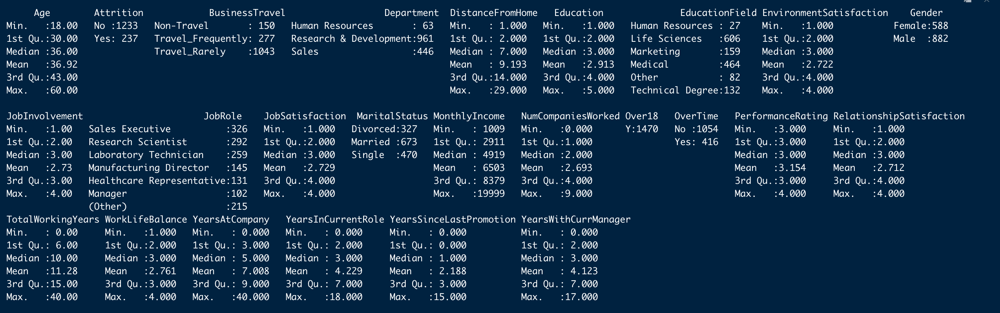 Age        Attrition            BusinessTravel                  Department  DistanceFromHome   Education              EducationField EnvironmentSatisfaction    Gender
Min.   :18.00   No :1233   Non-Travel       : 150   Human Resources       : 63   Min.   : 1.000   Min.   :1.000   Human Resources : 27    Min.   :1.000           Female:588
1st Qu.:30.00   Yes: 237   Travel_Frequently: 277   Research & Development:961   1st Qu.: 2.000   1st Qu.:2.000   Life Sciences   :606    1st Qu.:2.000           Male  :882
Median :36.00              Travel_Rarely    :1043   Sales                 :446   Median : 7.000   Median :3.000   Marketing       :159    Median :3.000
Mean   :36.92                                                                    Mean   : 9.193   Mean   :2.913   Medical         :464    Mean   :2.722
3rd Qu.:43.00                                                                    3rd Qu.:14.000   3rd Qu.:4.000   Other           : 82    3rd Qu.:4.000
Max.   :60.00                                                                    Max.   :29.000   Max.   :5.000   Technical Degree:132    Max.   :4.000
JobInvolvement                      JobRole    JobSatisfaction  MaritalStatus MonthlyIncome   NumCompaniesWorked Over18   OverTime    PerformanceRating RelationshipSatisfaction
Min.   :1.00   Sales Executive          :326   Min.   :1.000   Divorced:327   Min.   : 1009   Min.   :0.000      Y:1470   No :1054   Min.   :3.000     Min.   :1.000
1st Qu.:2.00   Research Scientist       :292   1st Qu.:2.000   Married :673   1st Qu.: 2911   1st Qu.:1.000               Yes: 416   1st Qu.:3.000     1st Qu.:2.000
Median :3.00   Laboratory Technician    :259   Median :3.000   Single  :470   Median : 4919   Median :2.000                          Median :3.000     Median :3.000
Mean   :2.73   Manufacturing Director   :145   Mean   :2.729                  Mean   : 6503   Mean   :2.693                          Mean   :3.154     Mean   :2.712
3rd Qu.:3.00   Healthcare Representative:131   3rd Qu.:4.000                  3rd Qu.: 8379   3rd Qu.:4.000                          3rd Qu.:3.000     3rd Qu.:4.000
Max.   :4.00   Manager                  :102   Max.   :4.000                  Max.   :19999   Max.   :9.000                          Max.   :4.000     Max.   :4.000
               (Other)                  :215
TotalWorkingYears WorkLifeBalance YearsAtCompany   YearsInCurrentRole YearsSinceLastPromotion YearsWithCurrManager
Min.   : 0.00     Min.   :1.000   Min.   : 0.000   Min.   : 0.000     Min.   : 0.000          Min.   : 0.000
1st Qu.: 6.00     1st Qu.:2.000   1st Qu.: 3.000   1st Qu.: 2.000     1st Qu.: 0.000          1st Qu.: 2.000
Median :10.00     Median :3.000   Median : 5.000   Median : 3.000     Median : 1.000          Median : 3.000
Mean   :11.28     Mean   :2.761   Mean   : 7.008   Mean   : 4.229     Mean   : 2.188          Mean   : 4.123
3rd Qu.:15.00     3rd Qu.:3.000   3rd Qu.: 9.000   3rd Qu.: 7.000     3rd Qu.: 3.000          3rd Qu.: 7.000
Max.   :40.00     Max.   :4.000   Max.   :40.000   Max.   :18.000     Max.   :15.000          Max.   :17.000